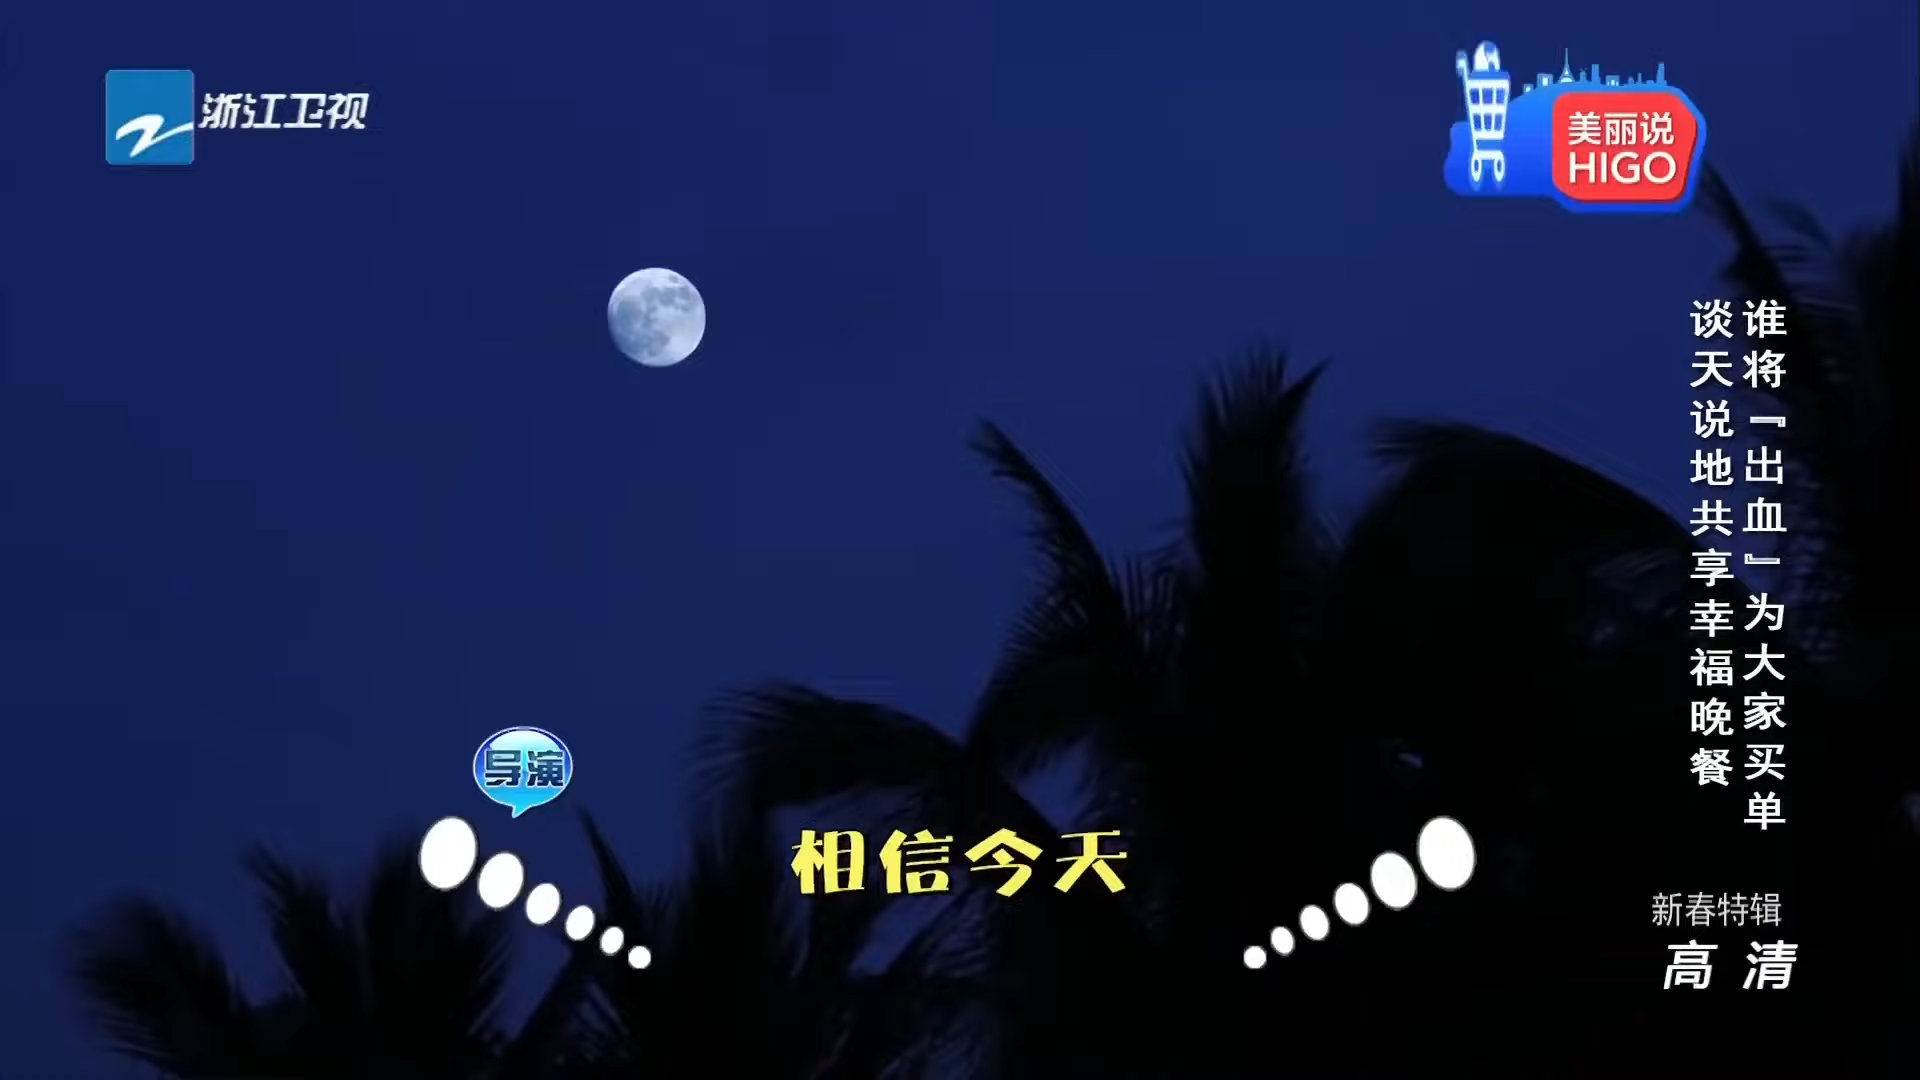 浙江卫视
美丽说
HIGO
谁将『出血』为大家买单
谈天说地共享幸福晚餐
导演
相信今天
新春特辑
高清